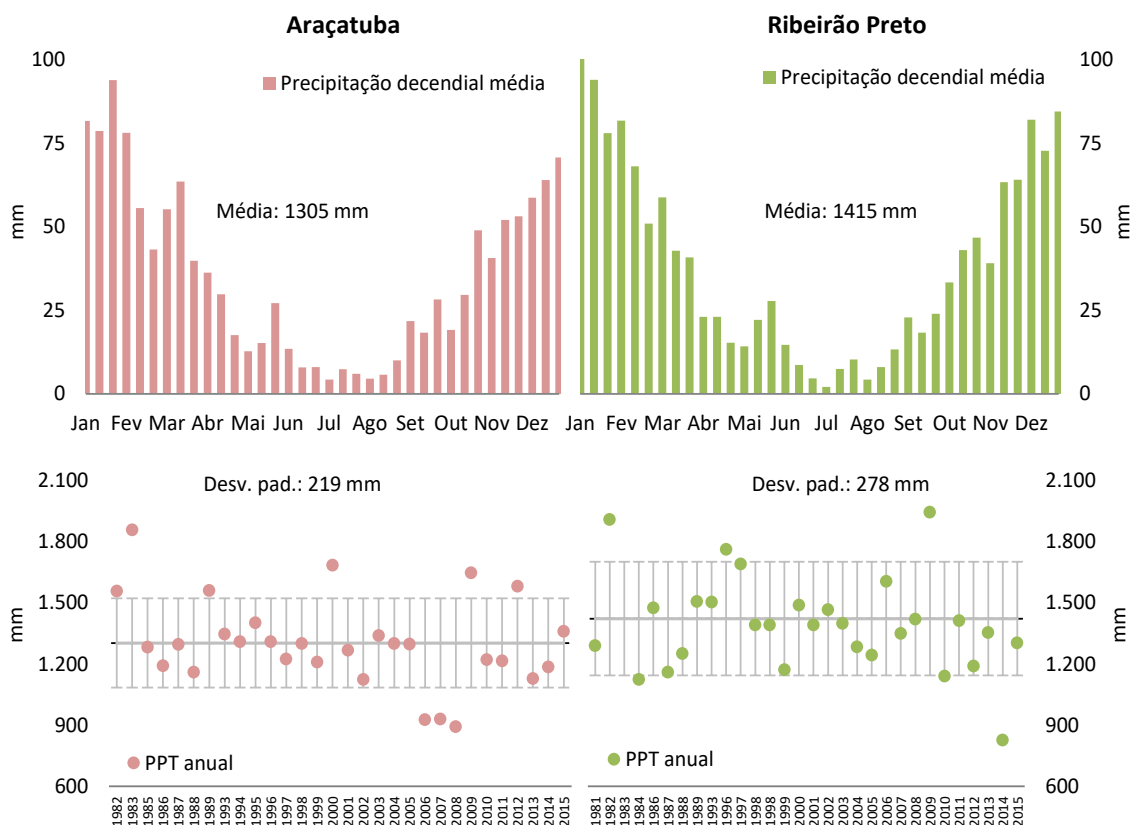 Araçatuba
100
75
50
25
0
mm
Precipitação decendial média
Média: 1305 mm
Jan Fev Mar Abr Mai Jun Jul Ago Set Out Nov Dez
Ribeirão Preto
100
75
50
25
0
mm
Precipitação decendial média
Média: 1415 mm
Jan Fev Mar Abr Mai Jun Jul Ago Set Out Nov Dez
2.100
1.800
1.500
1.200
900
600
mm
Desv. pad.: 219 mm
PPT anual
1982 1983 1985 1986 1987 1988 1989 1993 1994 1995 1996 1997 1998 1999 2000 2001 2002 2003 2004 2005 2006 2007 2008 2009 2010 2011 2012 2013 2014 2015
Desv. pad.: 278 mm
2.100
1.800
1.500
1.200
900
600
mm
PPT anual
1981 1982 1983 1984 1986 1987 1988 1989 1993 1996 1997 1998 1998 1999 2000 2001 2002 2003 2004 2005 2006 2007 2008 2009 2010 2011 2012 2013 2014 2015